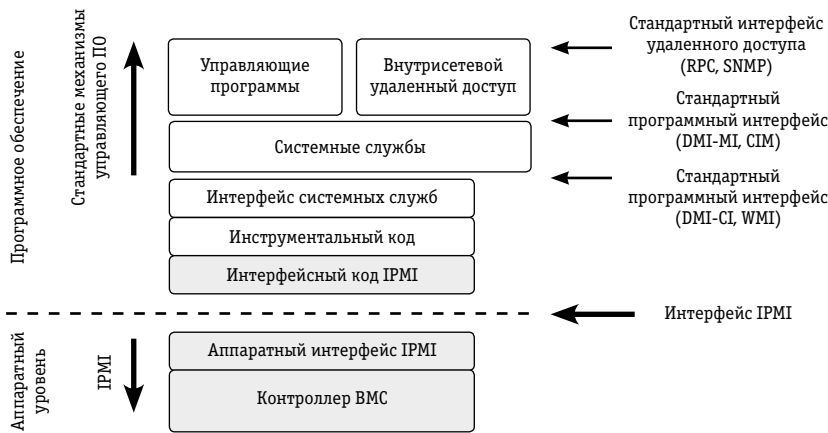 Программное обеспечение
Стандартные механизмы
управляющего ПО
Управляющие
программы
Внутрисетевой
удаленный доступ
Системные службы
Интерфейс системных служб
Инструментальный код
Интерфейсный код IPMI
Стандартный интерфейс
удаленного доступа
(RPC, SNMP)
Стандартный
программный интерфейс
(DMI-MI, CIM)
Стандартный
программный интерфейс
(DMI-CI, WMI)
Интерфейс IPMI
Аппаратный
уровень
IPMI
Аппаратный интерфейс IPMI
Контроллер BMC